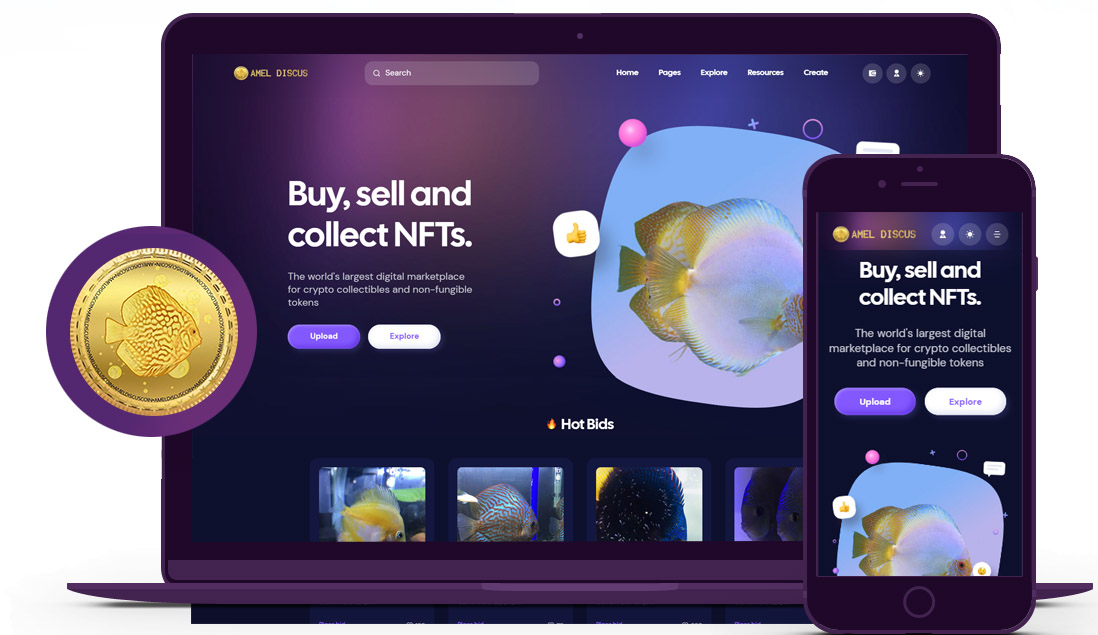 AMEL DISCUS
Search
Home
Pages
Explore
Resources
Create
Buy, sell and
collect NFTs.
The world's largest digital marketplace
for crypto collectibles and non-fungible
tokens
Upload
Explore
Hot Bids
AMEL DISCUS
Buy, sell and
collect NFTs.
The world's largest digital
marketplace for crypto collectibles
and non-fungible tokens
Upload
Explore